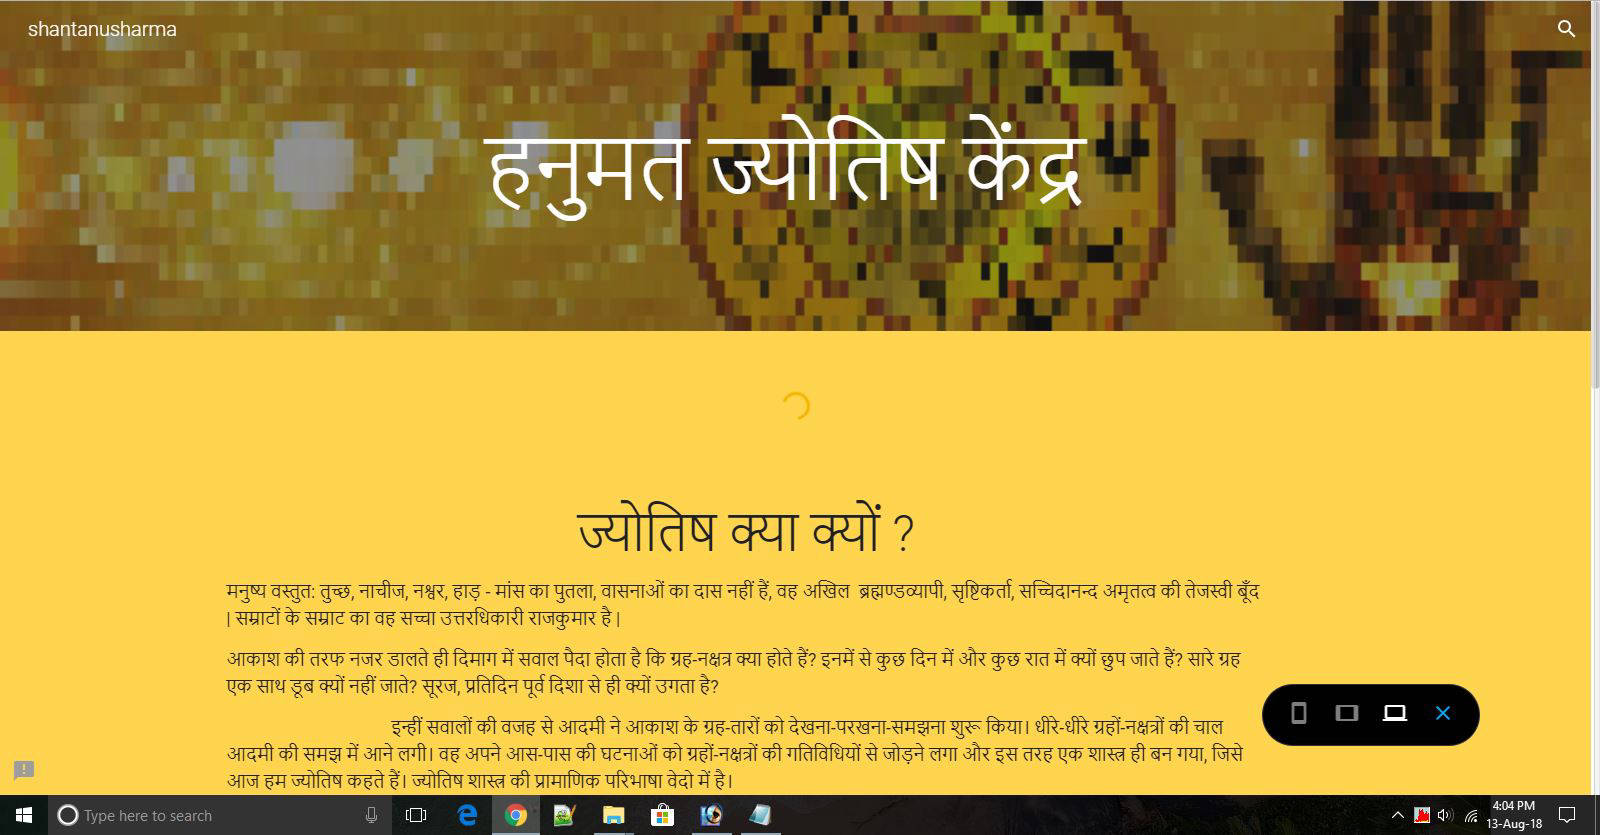 shantanusharma
हनुमत ज्योतिष केंद्र
ज्योतिष क्या क्यों ?
मनुष्य वस्तुत: तुच्छ, नाचीज, नश्वर, हाड़ - मांस का पुतला, वासनाओं का दास नहीं हैं, वह अखिल ब्रह्मण्डव्यापी, सृष्टिकर्ता, सच्चिदानन्द अमृतत्व की तेजस्वी बूँद
| सम्राटों के सम्राट का वह सच्चा उत्तरधिकारी राजकुमार है |
आकाश की तरफ नजर डालते ही दिमाग में सवाल पैदा होता है कि ग्रह-नक्षत्र क्या होते हैं? इनमें से कुछ दिन में और कुछ रात में क्यों छुप जाते हैं? सारे ग्रह
एक साथ डूब क्यों नहीं जाते? सूरज, प्रतिदिन पूर्व दिशा से ही क्यों उगता है?
इन्हीं सवालों की वजह से आदमी ने आकाश के ग्रह-तारों को देखना-परखना-समझना शुरू किया। धीरे-धीरे ग्रहों-नक्षत्रों की चाल
आदमी की समझ में आने लगी। वह अपने आस-पास की घटनाओं को ग्रहों-नक्षत्रों की गतिविधियों से जोड़ने लगा और इस तरह एक शास्त्र ही बन गया, जिसे
आज हम ज्योतिष कहते हैं। ज्योतिष शास्त्र की प्रामाणिक परिभाषा वेदो में है।
Type here to search
4:04 PM
13-Aug-18